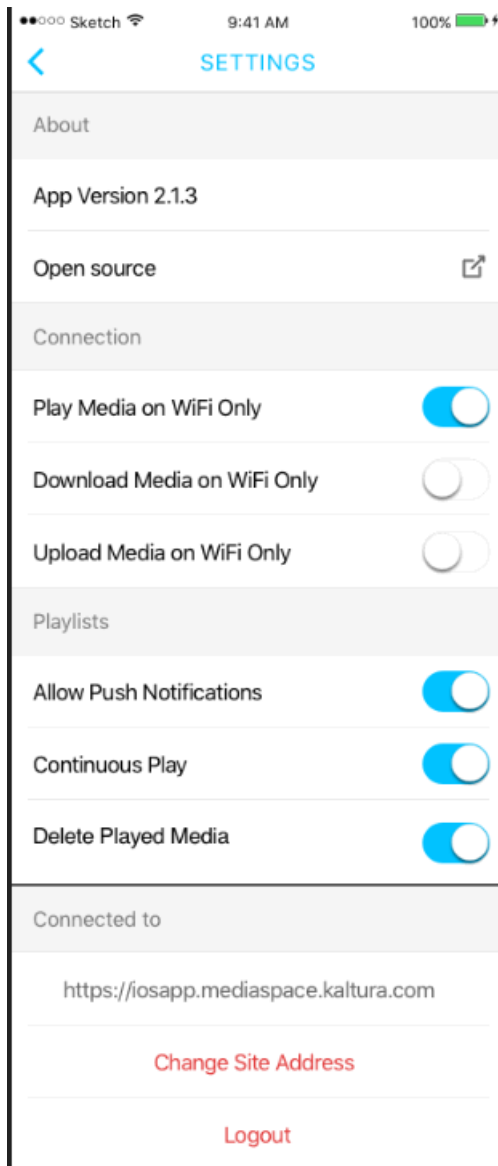 Sketch 9:41 AM 100%
SETTINGS
About
App Version 2.1.3
Open source
Connection
Play Media on WiFi Only
Download Media on WiFi Only
Upload Media on WiFi Only
Playlists
Allow Push Notifications
Continuous Play
Delete Played Media
Connected to
https://iosapp.mediaspace.kaltura.com
Change Site Address
Logout